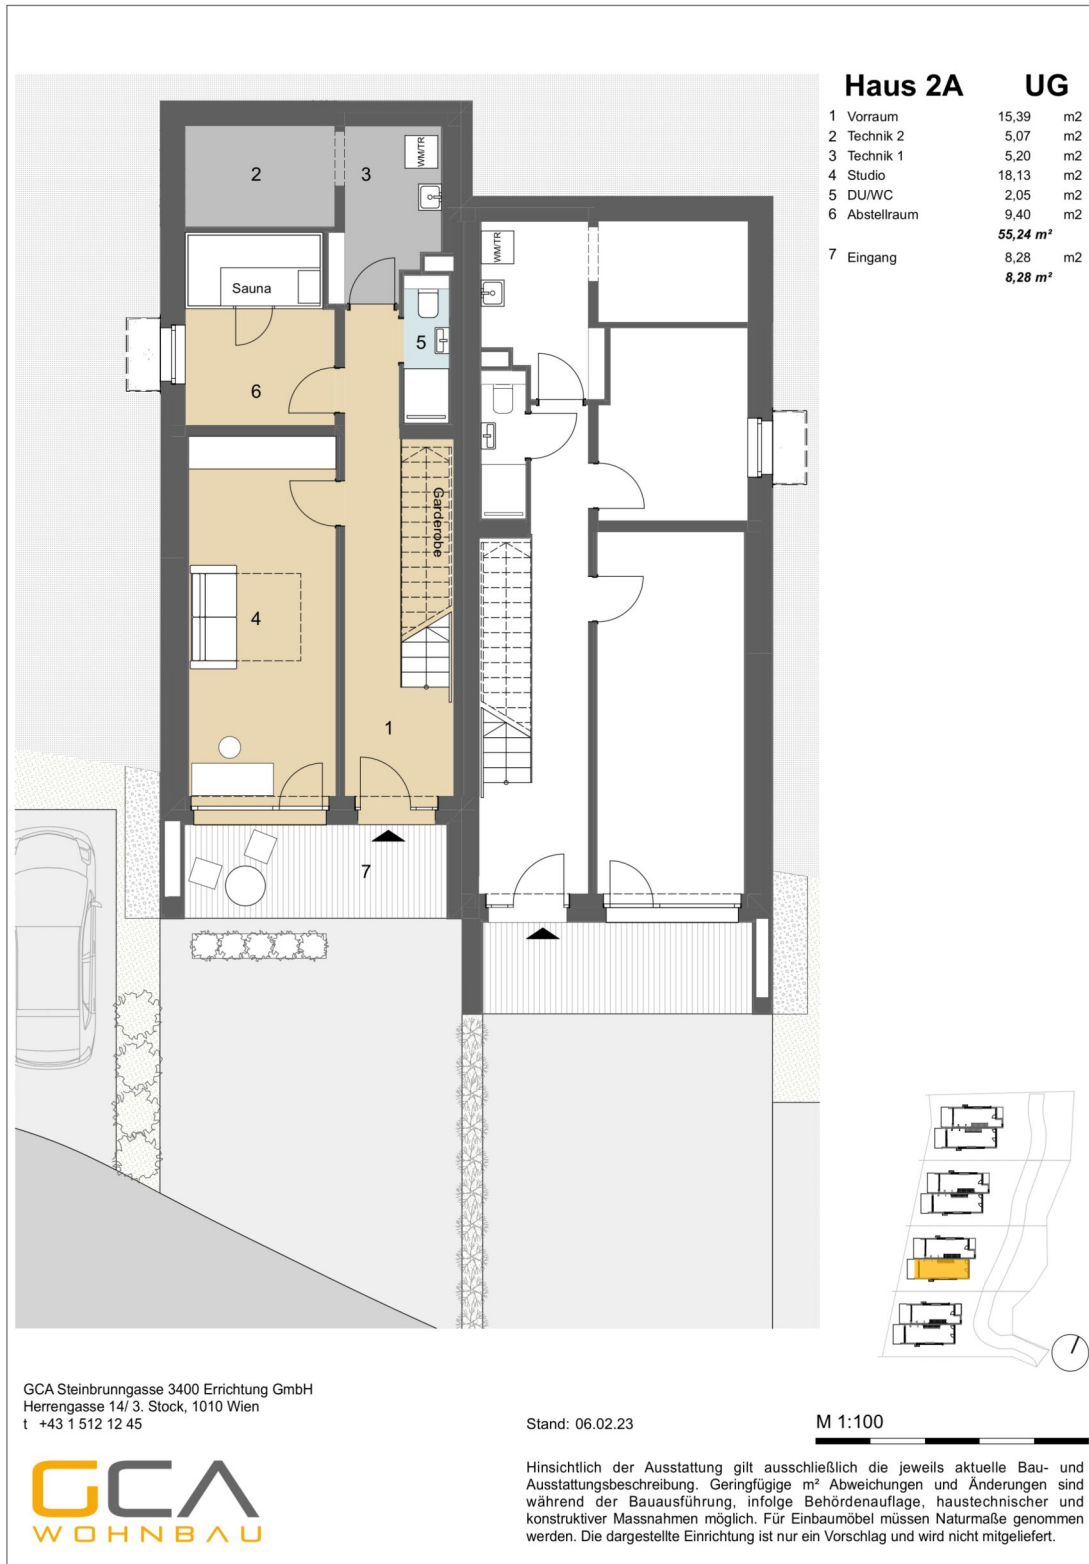 Haus 2A UG
1 Vorraum 15,39 m2
2 Technik 2 5,07 m2
3 Technik 1 5,20 m2
4 Studio 18,13 m2
5 DU/WC 2,05 m2
6 Abstellraum 9,40 m2
55,24 m²
7 Eingang 8,28 m2
8,28 m²
2
3
WM/TR
WM/TR
Sauna
5
6
Garderobe
4
1
7
GCA Steinbrunngasse 3400 Errichtung GmbH
Herrengasse 14/ 3. Stock, 1010 Wien
t +43 1 512 12 45
GCA
WOHNBAU
Stand: 06.02.23
M 1:100
Hinsichtlich der Ausstattung gilt ausschließlich die jeweils aktuelle Bau- und
Ausstattungsbeschreibung. Geringfügige m² Abweichungen und Änderungen sind
während der Bauausführung, infolge Behördenauflage, haustechnischer und
konstruktiver Massnahmen möglich. Für Einbaumöbel müssen Naturmaße genommen
werden. Die dargestellte Einrichtung ist nur ein Vorschlag und wird nicht mitgeliefert.